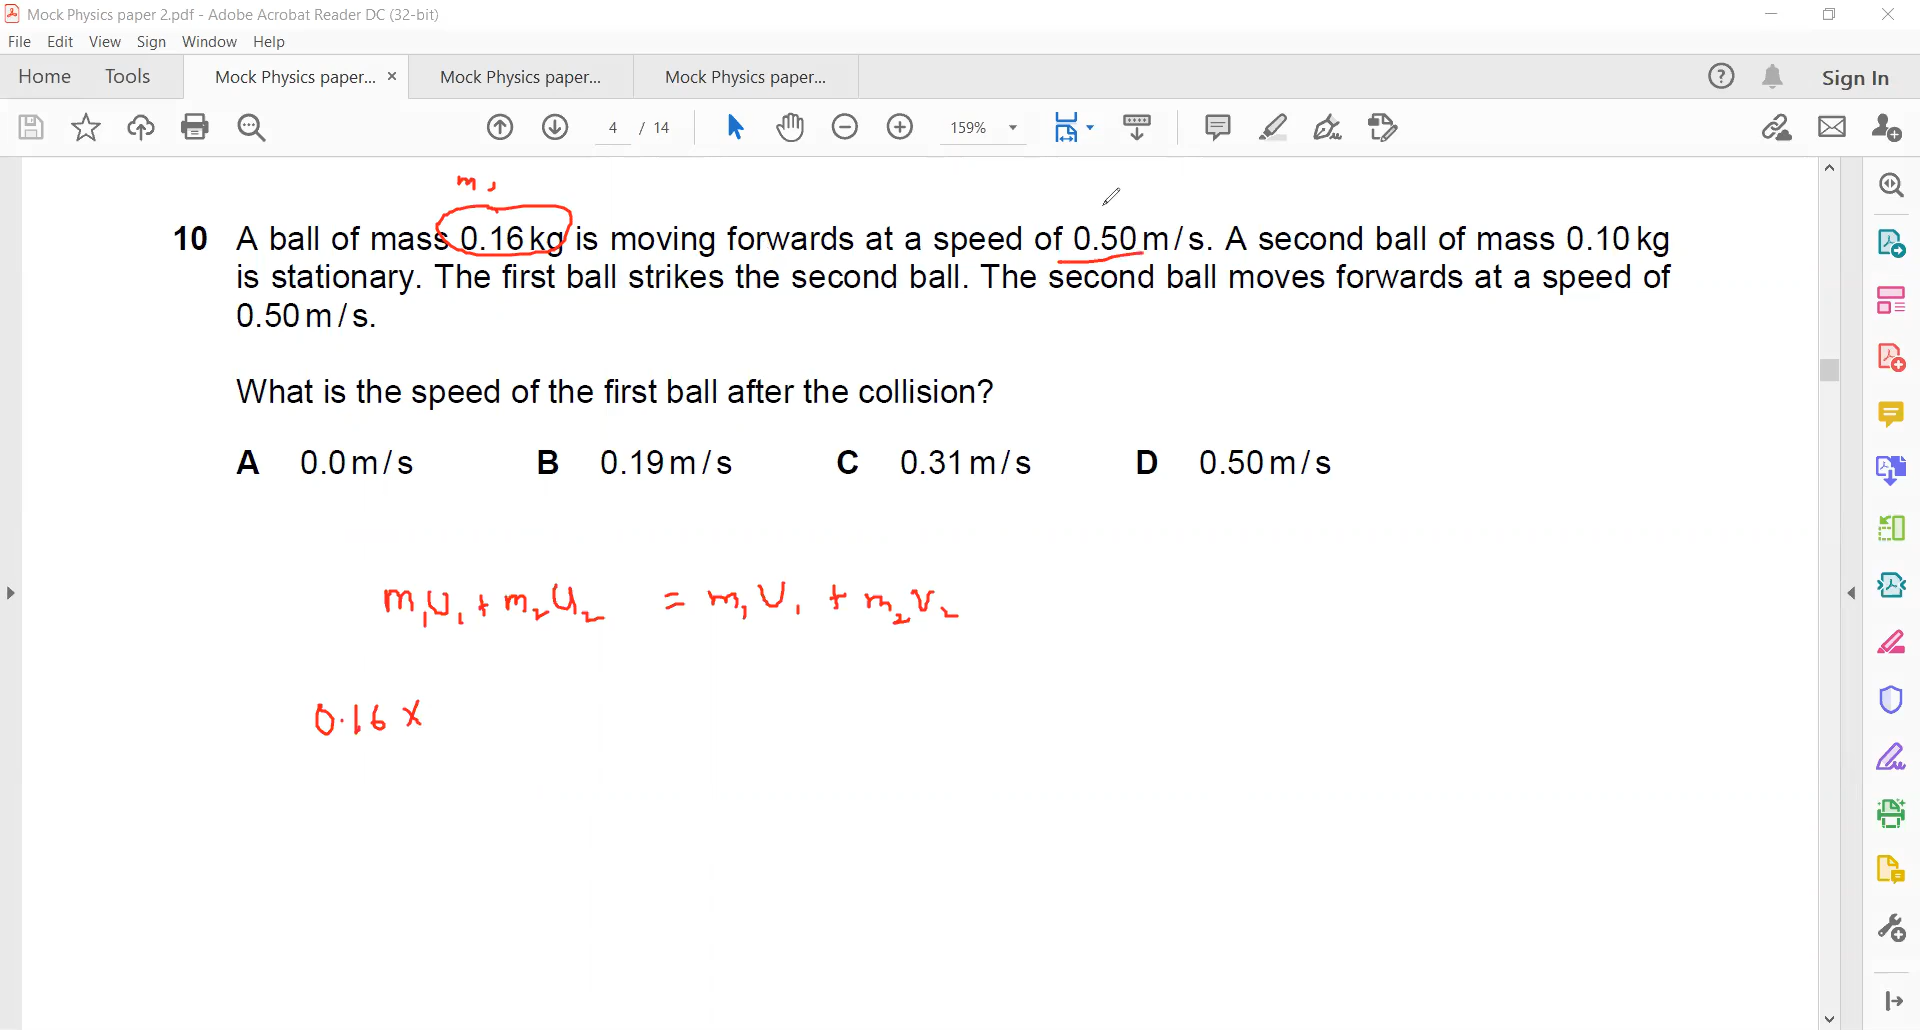 Mock Physics paper 2.pdf - Adobe Acrobat Reader DC (32-bit)
File Edit View Sign Window Help
Home Tools Mock Physics paper... × Mock Physics paper... Mock Physics paper... Sign In
4 / 14 159%
m₁
10 A ball of mass 0.16 kg is moving forwards at a speed of 0.50 m / s. A second ball of mass 0.10 kg
is stationary. The first ball strikes the second ball. The second ball moves forwards at a speed of
0.50 m / s.
What is the speed of the first ball after the collision?
A 0.0 m / s B 0.19 m / s C 0.31 m / s D 0.50 m / s
m₁U₁ + m₂U₂ = m₁V₁ + m₂V₂
0.16 ×